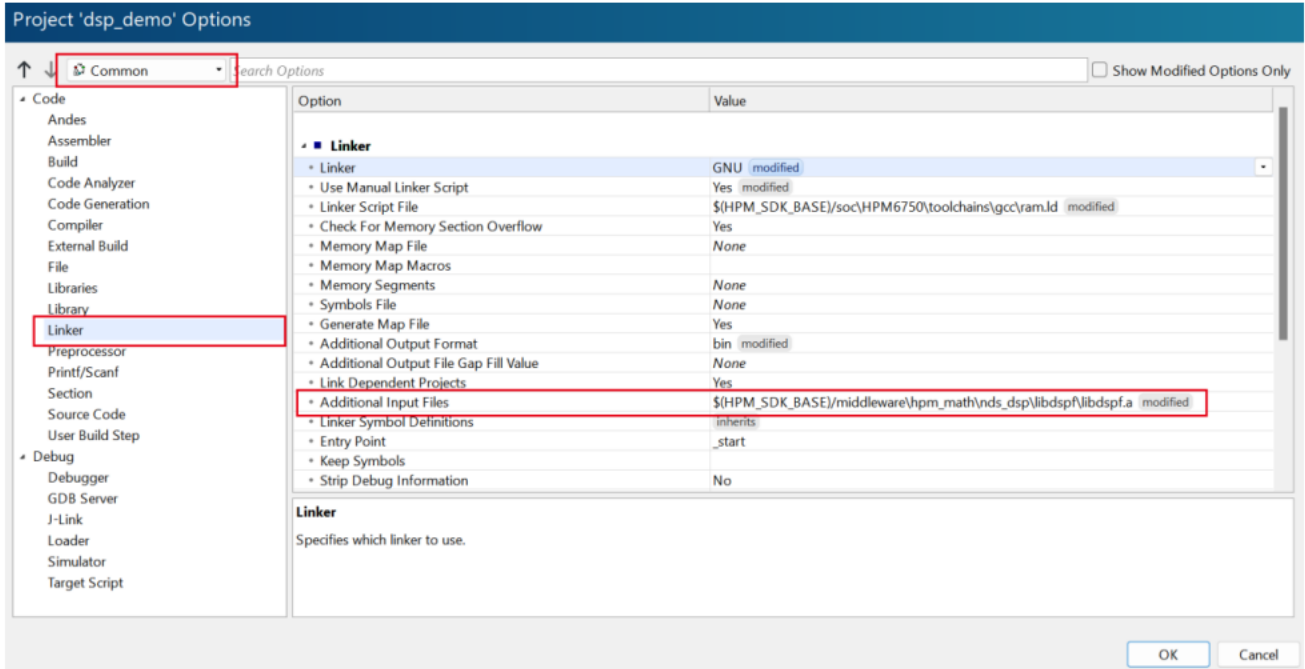 Project 'dsp_demo' Options
Common Search Options Show Modified Options Only
Code
Andes
Assembler
Build
Code Analyzer
Code Generation
Compiler
External Build
File
Libraries
Library
Linker
Preprocessor
Printf/Scanf
Section
Source Code
User Build Step
Debug
Debugger
GDB Server
J-Link
Loader
Simulator
Target Script
Option Value
Linker
Linker GNU modified
Use Manual Linker Script Yes modified
Linker Script File $(HPM_SDK_BASE)/soc\HPM6750\toolchains\gcc\ram.ld modified
Check For Memory Section Overflow Yes
Memory Map File None
Memory Map Macros
Memory Segments None
Symbols File None
Generate Map File Yes
Additional Output Format bin modified
Additional Output File Gap Fill Value None
Link Dependent Projects Yes
Additional Input Files $(HPM_SDK_BASE)/middleware\hpm_math\nds_dsp\libdspf\libdspf.a modified
Linker Symbol Definitions inherits
Entry Point _start
Keep Symbols
Strip Debug Information No
Linker
Specifies which linker to use.
OK Cancel